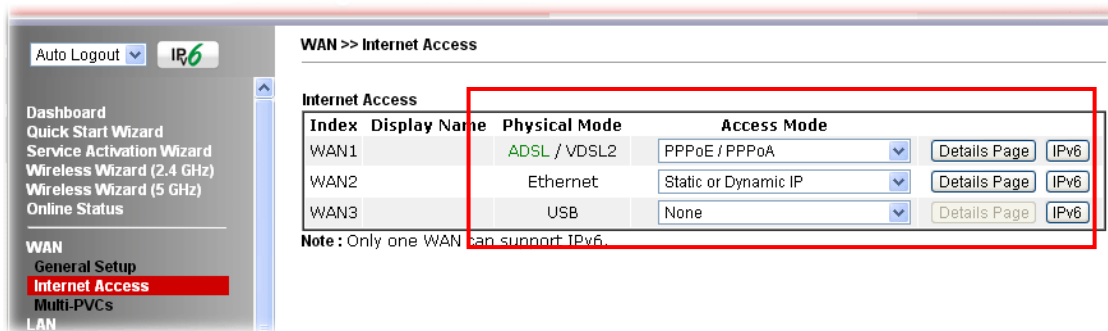 Auto Logout IPv6
WAN >> Internet Access
Dashboard
Quick Start Wizard
Service Activation Wizard
Wireless Wizard (2.4 GHz)
Wireless Wizard (5 GHz)
Online Status
WAN
General Setup
Internet Access
Multi-PVCs
LAN
Internet Access
Index Display Name Physical Mode Access Mode
WAN1 ADSL / VDSL2 PPPoE / PPPoA Details Page IPv6
WAN2 Ethernet Static or Dynamic IP Details Page IPv6
WAN3 USB None Details Page IPv6
Note : Only one WAN can support IPv6.